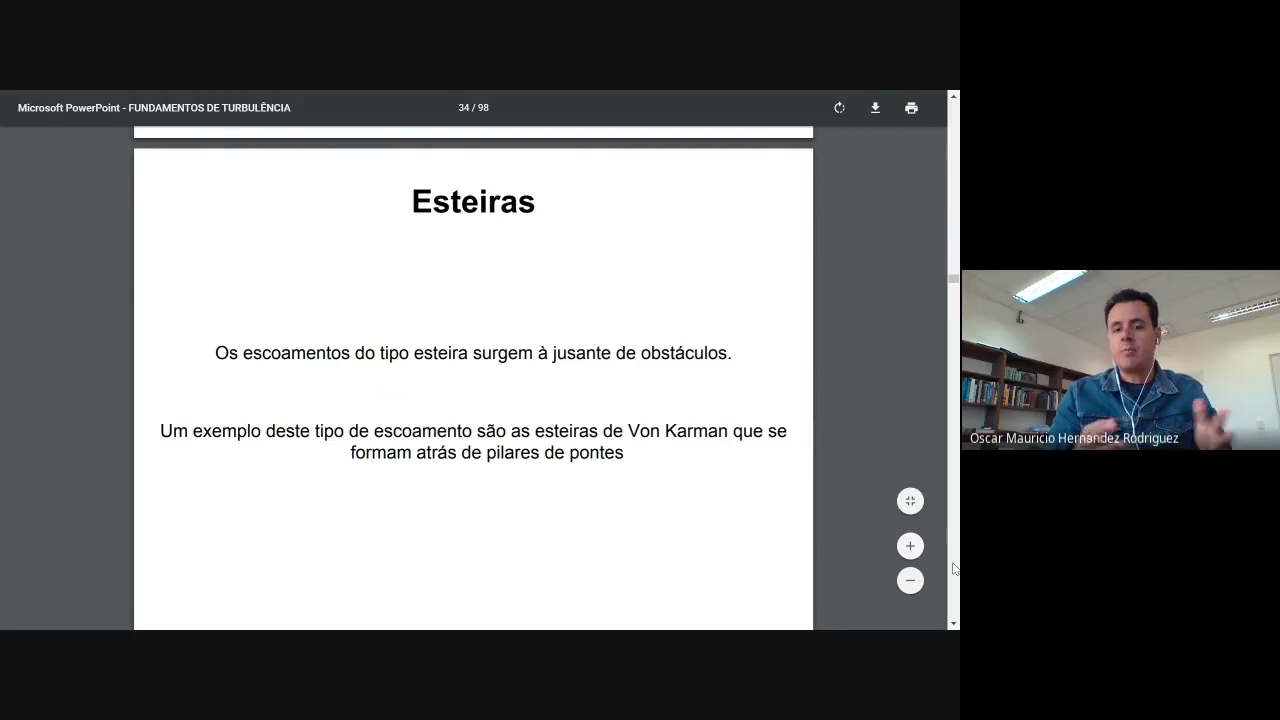 Microsoft PowerPoint - FUNDAMENTOS DE TURBULÊNCIA
34 / 98
Esteiras
Os escoamentos do tipo esteira surgem à jusante de obstáculos.
Um exemplo deste tipo de escoamento são as esteiras de Von Karman que se
formam atrás de pilares de pontes
Oscar Mauricio Hernandez Rodriguez